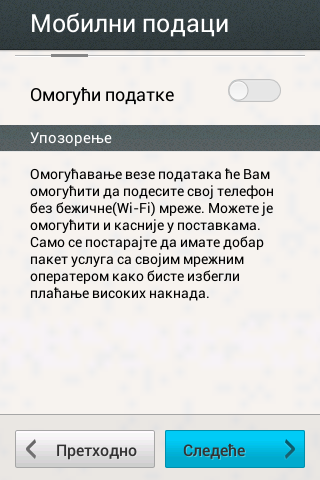 Мобилни подаци
Омогући податке
Упозорење
Омогућавање везе података ће Вам
омогућити да подесите свој телефон
без бежичне(Wi-Fi) мреже. Можете је
омогућити и касније у поставкама.
Само се постарајте да имате добар
пакет услуга са својим мрежним
оператером како бисте избегли
плаћање високих накнада.
Претходно
Следеће